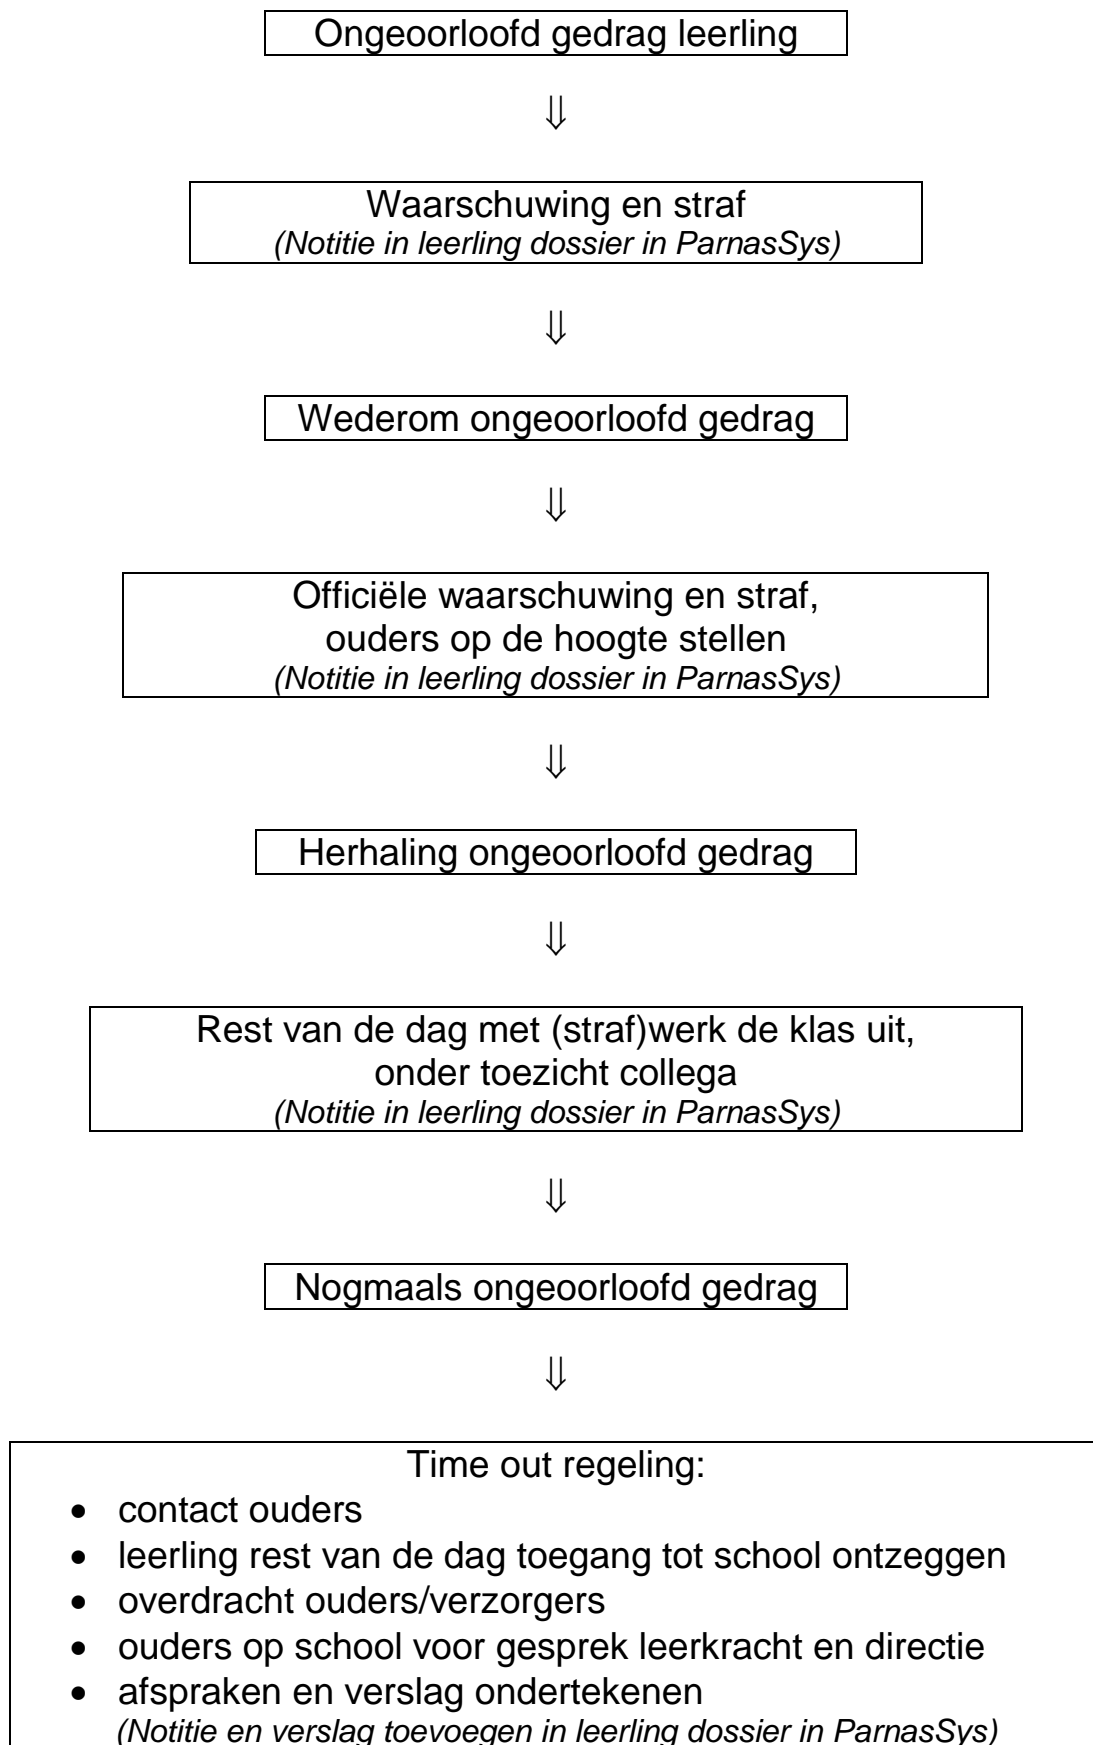 Ongeoorloofd gedrag leerling
⇓
Waarschuwing en straf
(Notitie in leerling dossier in ParnasSys)
⇓
Wederom ongeoorloofd gedrag
⇓
Officiële waarschuwing en straf,
ouders op de hoogte stellen
(Notitie in leerling dossier in ParnasSys)
⇓
Herhaling ongeoorloofd gedrag
⇓
Rest van de dag met (straf)werk de klas uit,
onder toezicht collega
(Notitie in leerling dossier in ParnasSys)
⇓
Nogmaals ongeoorloofd gedrag
⇓
Time out regeling:
• contact ouders
• leerling rest van de dag toegang tot school ontzeggen
• overdracht ouders/verzorgers
• ouders op school voor gesprek leerkracht en directie
• afspraken en verslag ondertekenen
(Notitie en verslag toevoegen in leerling dossier in ParnasSys)